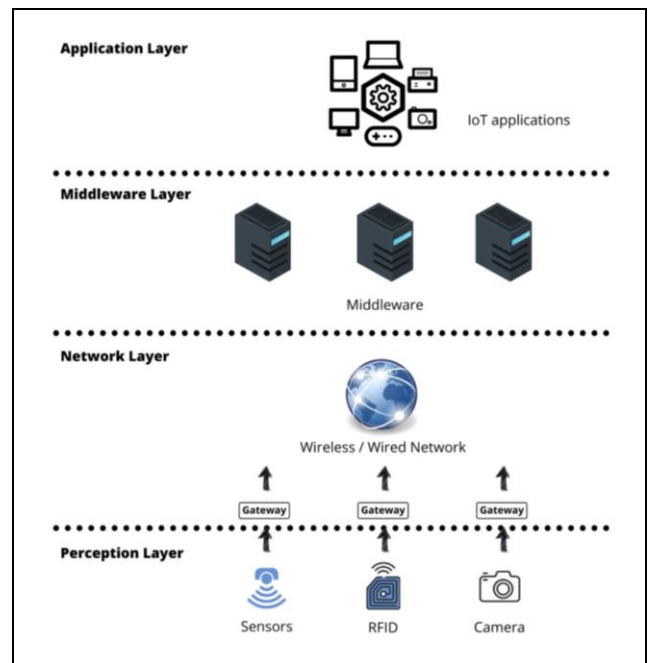 Application Layer
IoT applications
Middleware Layer
Middleware
Network Layer
Wireless / Wired Network
Gateway Gateway Gateway
Perception Layer
Sensors RFID Camera